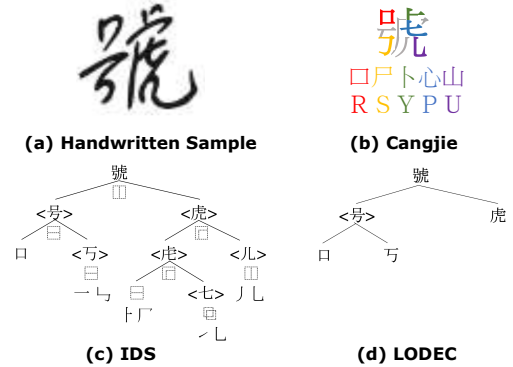 號
號
口尸卜心山
R S Y P U
(a) Handwritten Sample
(b) Cangjie
號
<号> <虎>
口 <丂> <虍> <儿>
一 ㇉ ⺊ 厂 <七> 丿 乚
㇀ 乚
(c) IDS
號
<号> 虎
口 丂
(d) LODEC